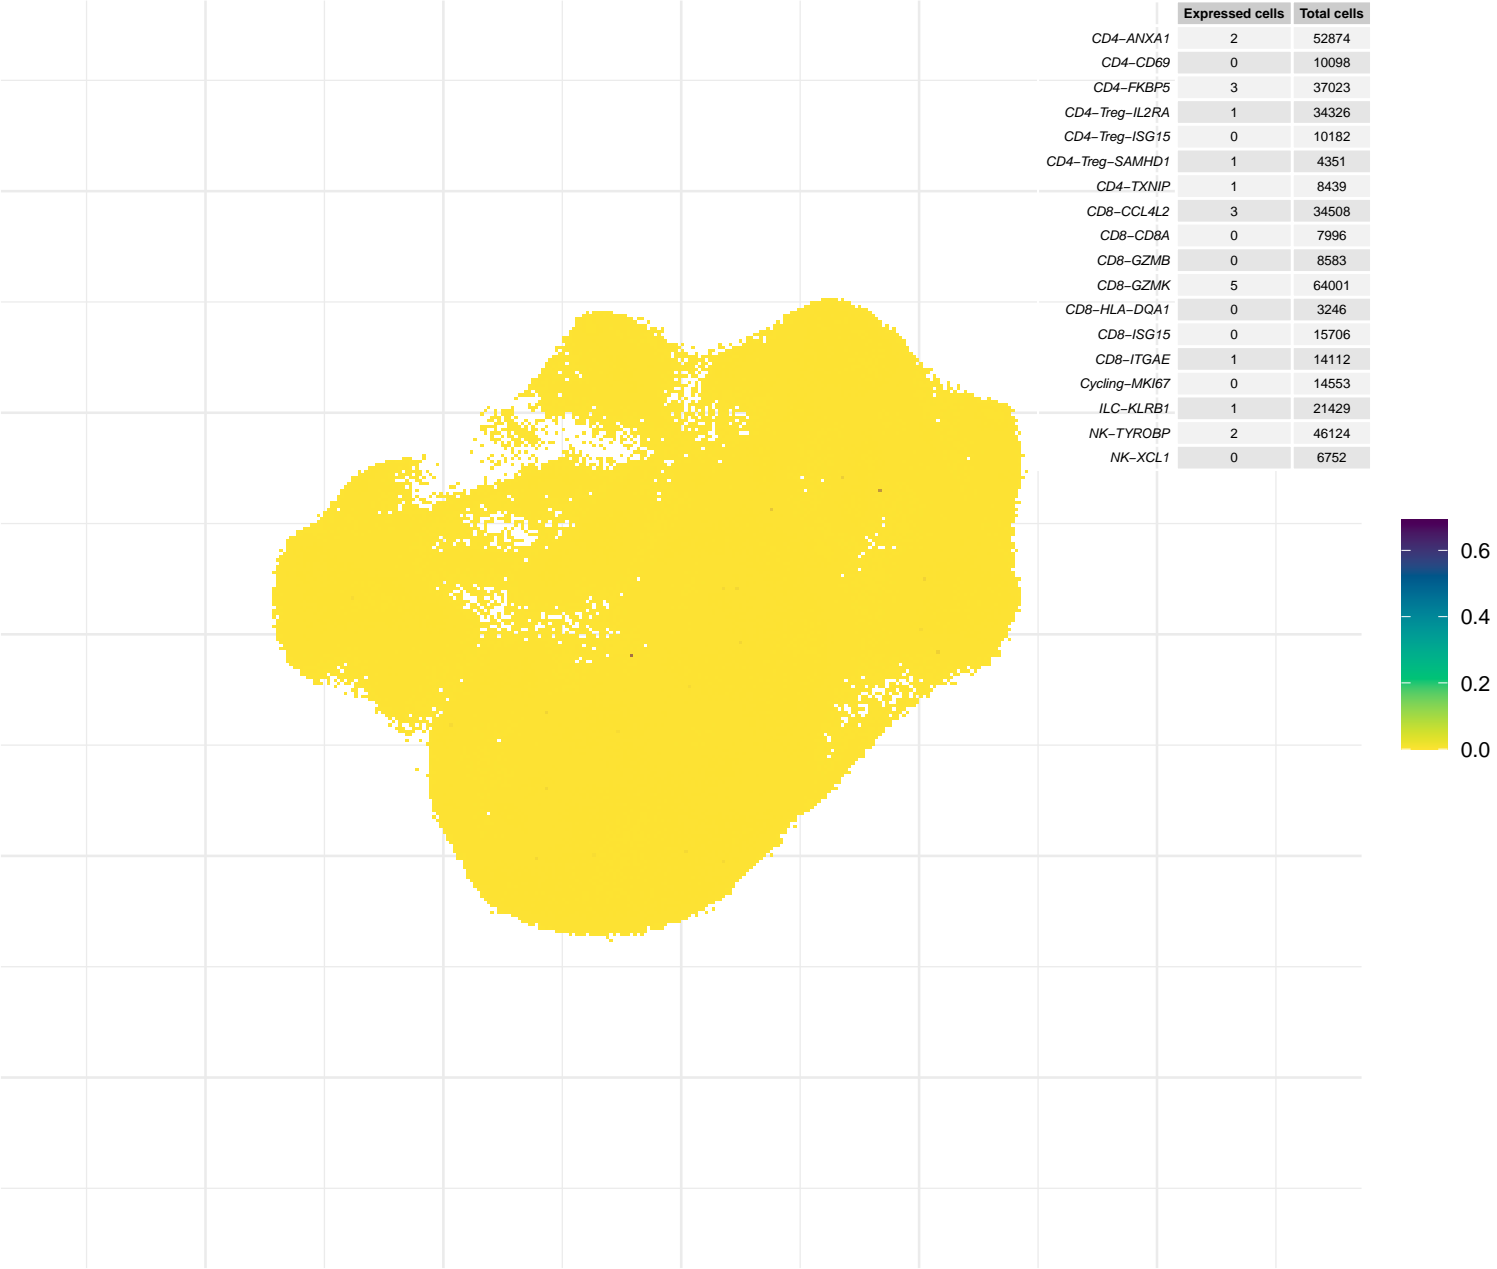 Expressed cells Total cells
CD4−ANXA1 2 52874
CD4−CD69 0 10098
CD4−FKBP5 3 37023
CD4−Treg−IL2RA 1 34326
CD4−Treg−ISG15 0 10182
CD4−Treg−SAMHD1 1 4351
CD4−TXNIP 1 8439
CD8−CCL4L2 3 34508
CD8−CD8A 0 7996
CD8−GZMB 0 8583
CD8−GZMK 5 64001
CD8−HLA−DQA1 0 3246
CD8−ISG15 0 15706
CD8−ITGAE 1 14112
Cycling−MKI67 0 14553
ILC−KLRB1 1 21429
NK−TYROBP 2 46124
NK−XCL1 0 6752
0.6
0.4
0.2
0.0